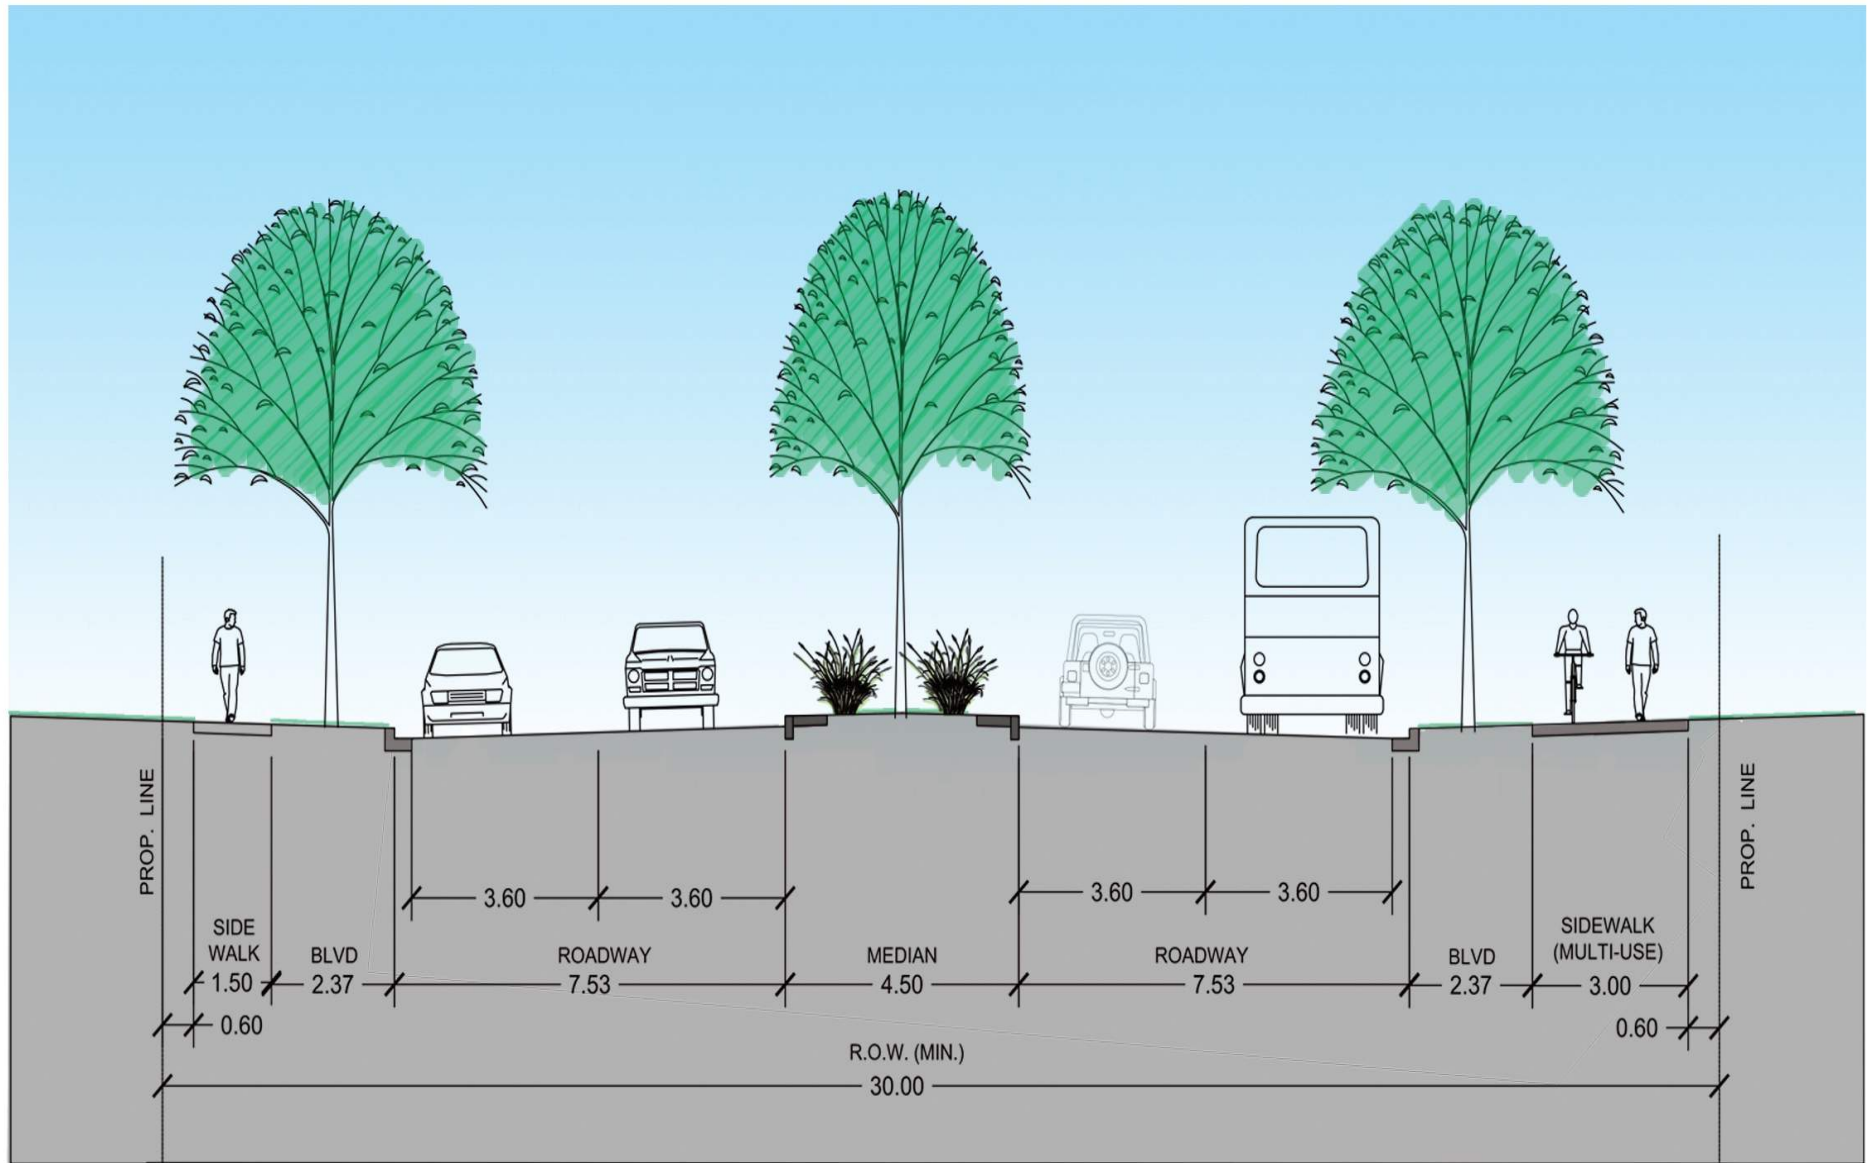 PROP. LINE
PROP. LINE
3.60
3.60
3.60
3.60
SIDE
WALK
1.50
BLVD
2.37
ROADWAY
7.53
MEDIAN
4.50
ROADWAY
7.53
BLVD
2.37
SIDEWALK
(MULTI-USE)
3.00
0.60
0.60
R.O.W. (MIN.)
30.00